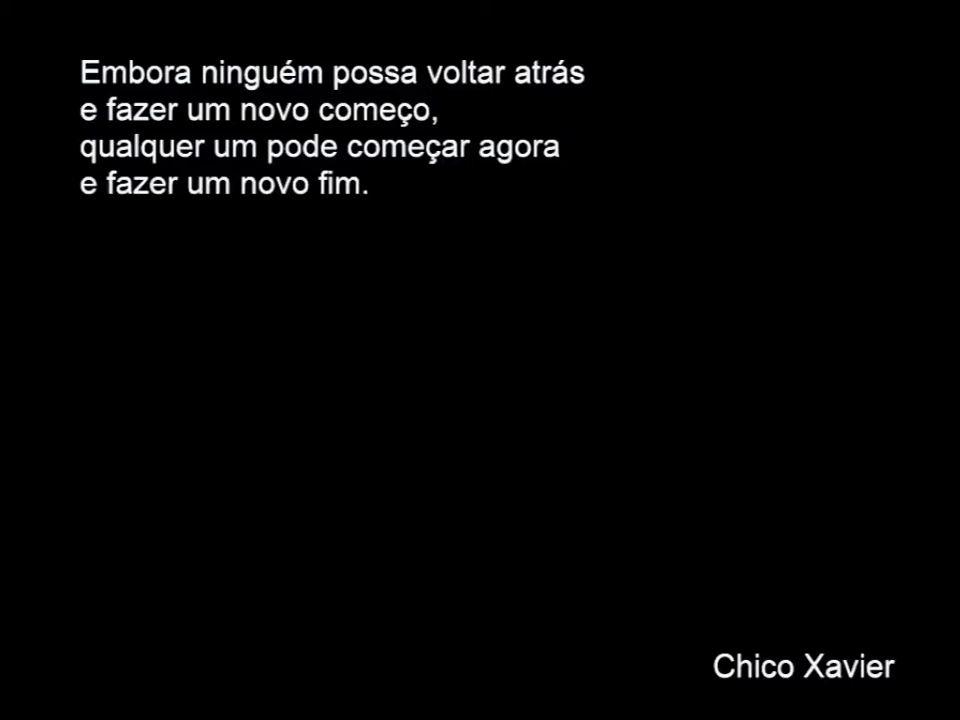 Embora ninguém possa voltar atrás
e fazer um novo começo,
qualquer um pode começar agora
e fazer um novo fim.
Chico Xavier